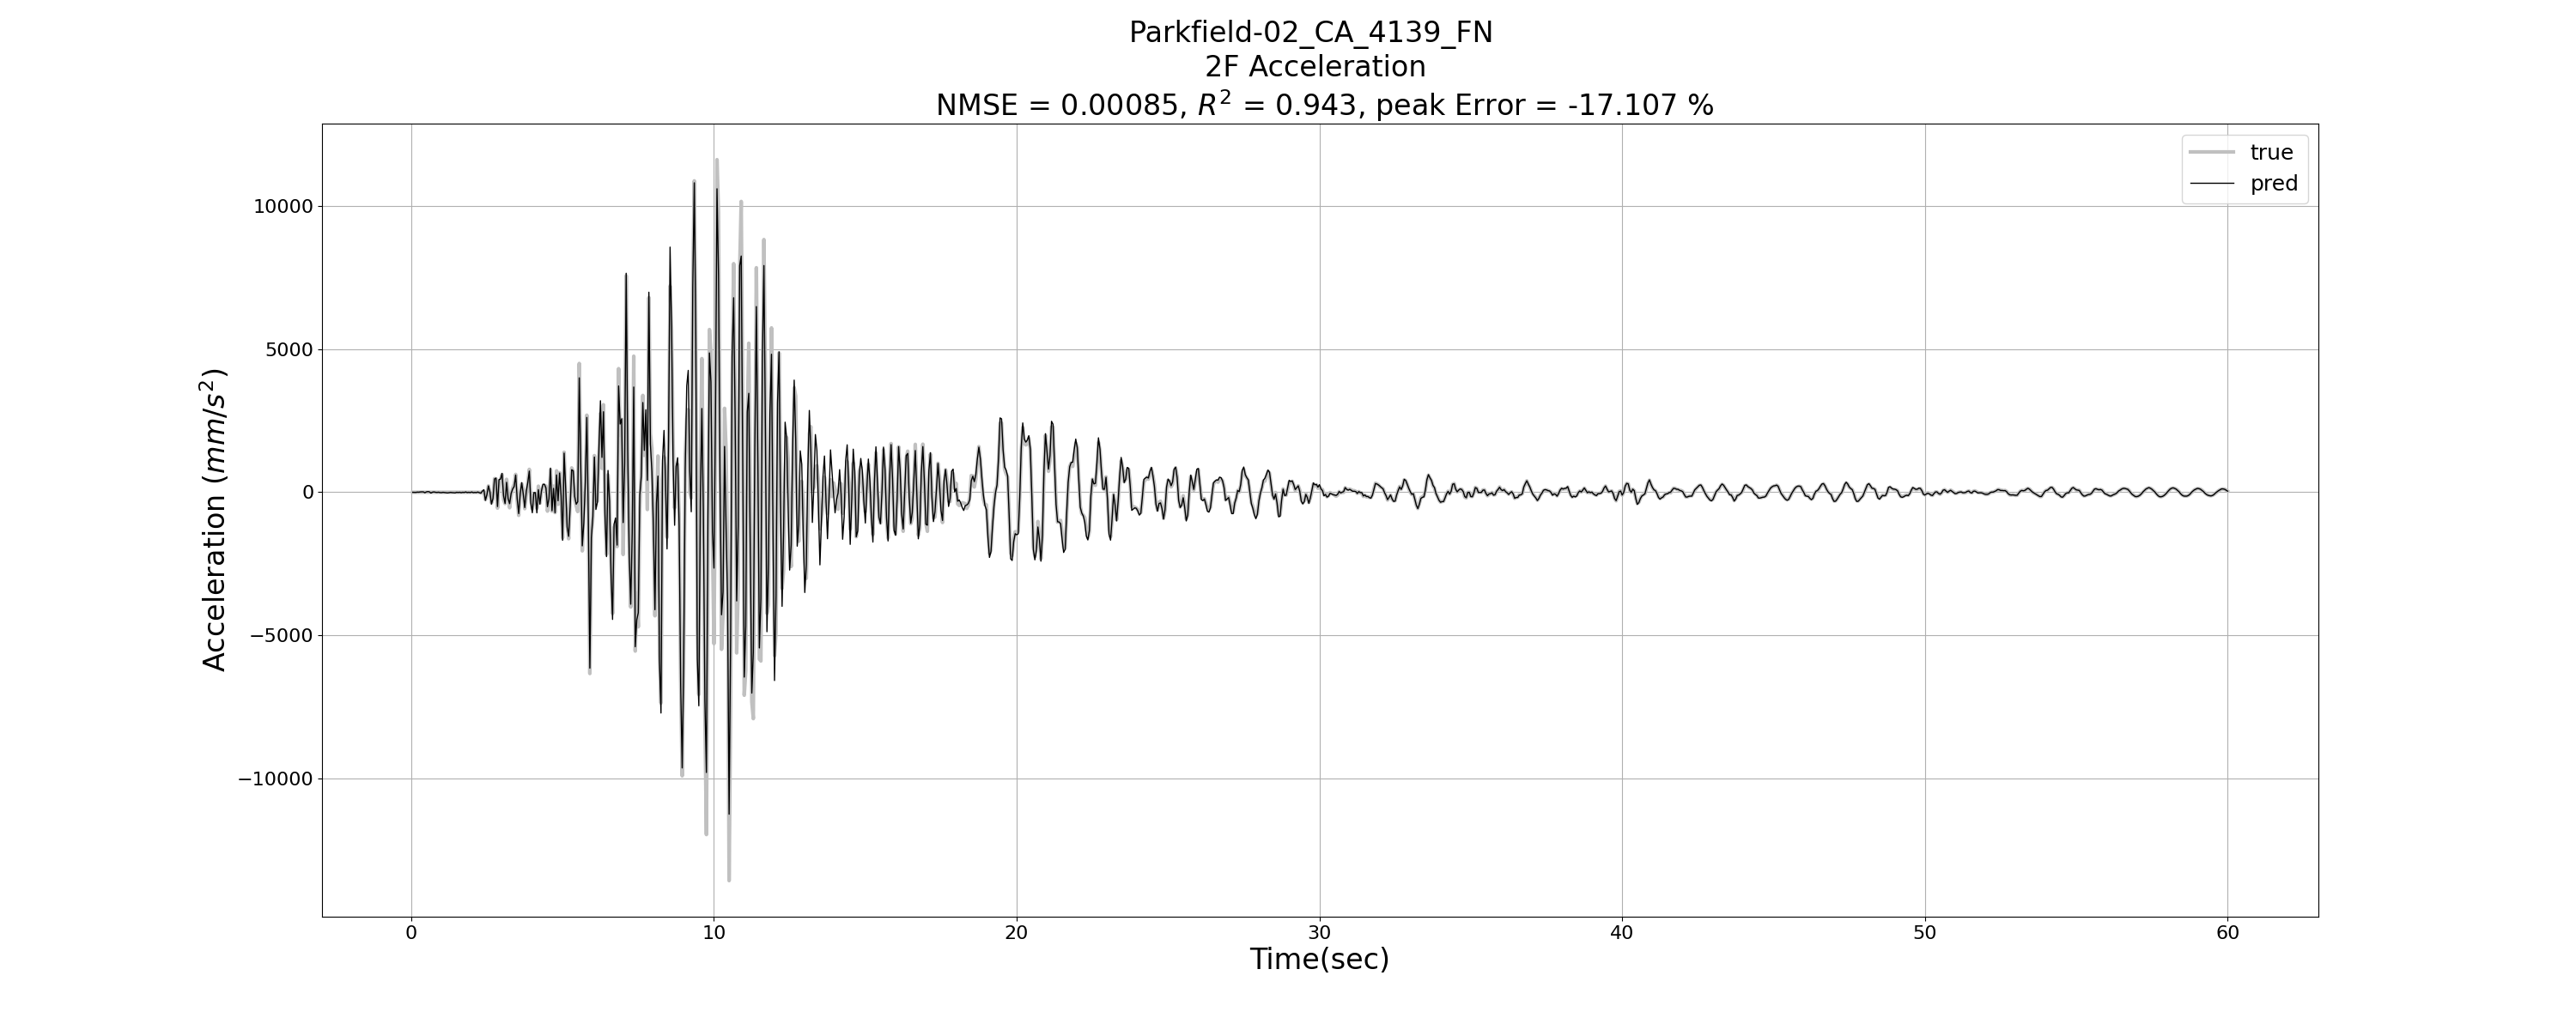 Parkfield-02_CA_4139_FN
2F Acceleration
NMSE = 0.00085, R² = 0.943, peak Error = -17.107 %
true
pred
10000
5000
0
−5000
−10000
Acceleration (mm/s²)
0 10 20 30 40 50 60
Time(sec)